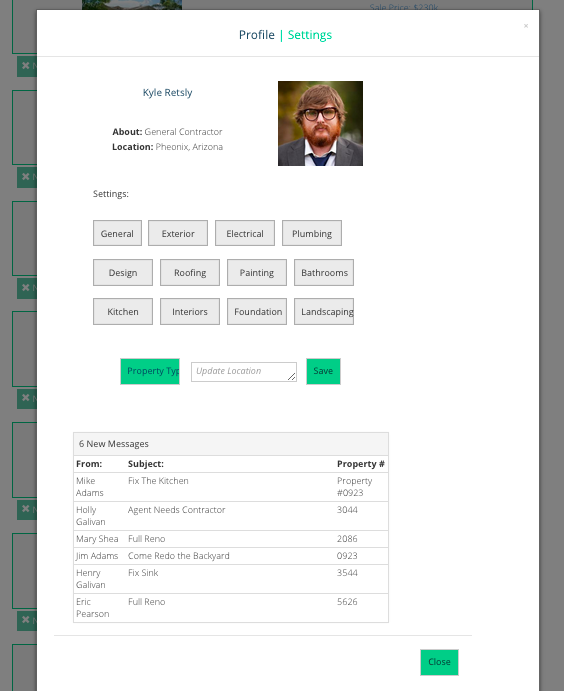 Sale Price: $230k
×
Profile | Settings
Kyle Retsly
About: General Contractor
Location: Pheonix, Arizona
Settings:
General Exterior Electrical Plumbing
Design Roofing Painting Bathrooms
Kitchen Interiors Foundation Landscaping
Property Typ Update Location Save
6 New Messages
From: Subject: Property #
Mike Adams Fix The Kitchen Property #0923
Holly Galivan Agent Needs Contractor 3044
Mary Shea Full Reno 2086
Jim Adams Come Redo the Backyard 0923
Henry Galivan Fix Sink 3544
Eric Pearson Full Reno 5626
Close